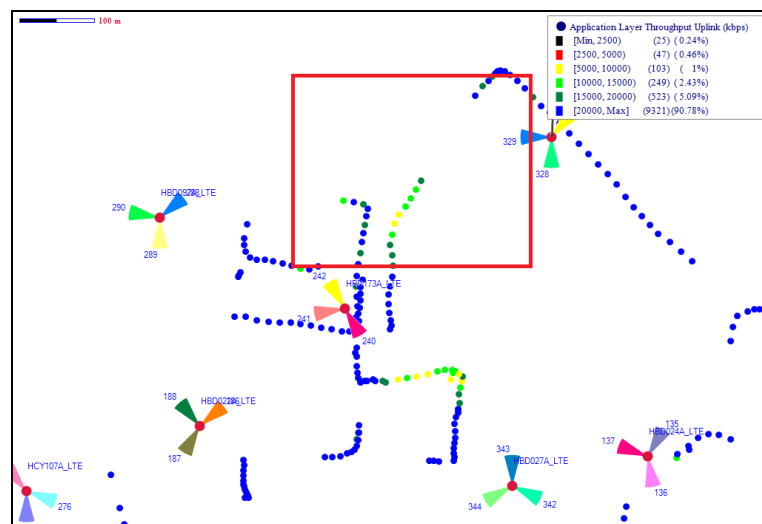 100 m
Application Layer Throughput Uplink (kbps)
[Min, 2500) (25) ( 0.24%)
[2500, 5000) (47) ( 0.46%)
[5000, 10000) (103) ( 1%)
[10000, 15000) (249) ( 2.43%)
[15000, 20000) (523) ( 5.09%)
[20000, Max] (9321) (90.78%)
329
328
290
289
242
HBD173A_LTE
241
240
188
187
HCY107A_LTE
276
343
HBD027A_LTE
344
342
135
HBD024A_LTE
137
136